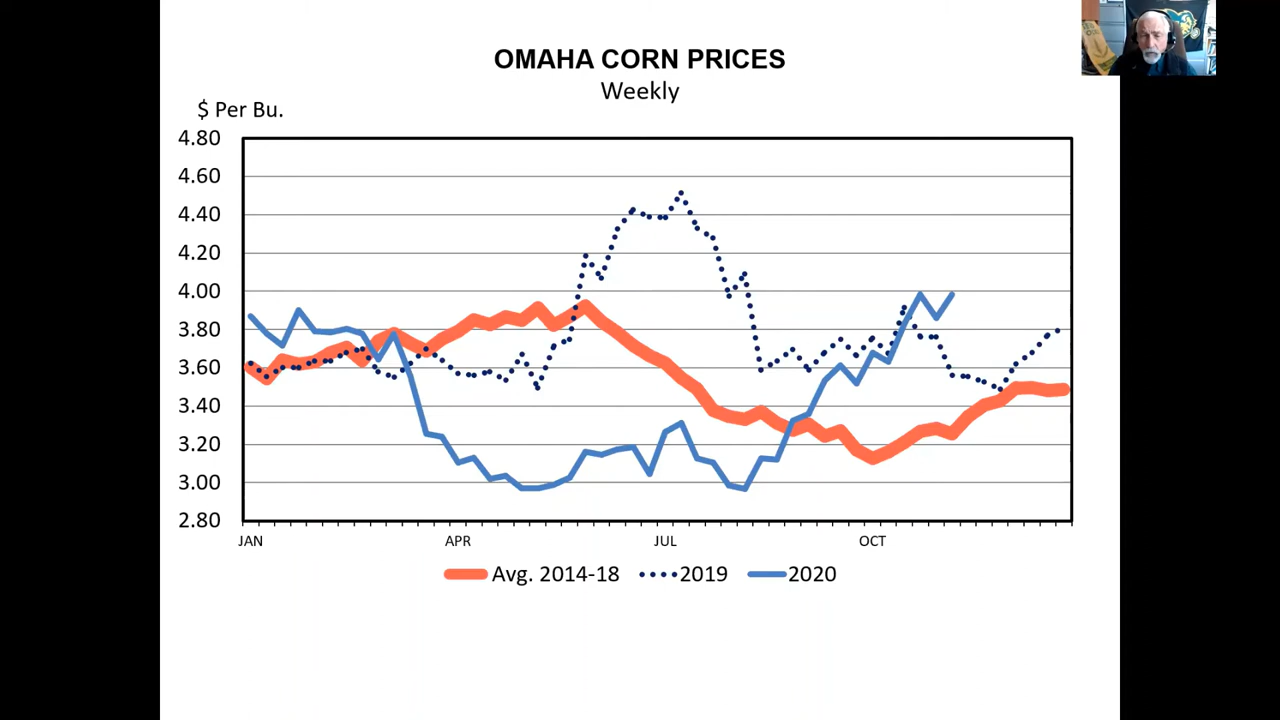 OMAHA CORN PRICES
Weekly
$ Per Bu.
4.80
4.60
4.40
4.20
4.00
3.80
3.60
3.40
3.20
3.00
2.80
JAN APR JUL OCT
Avg. 2014-18 2019 2020